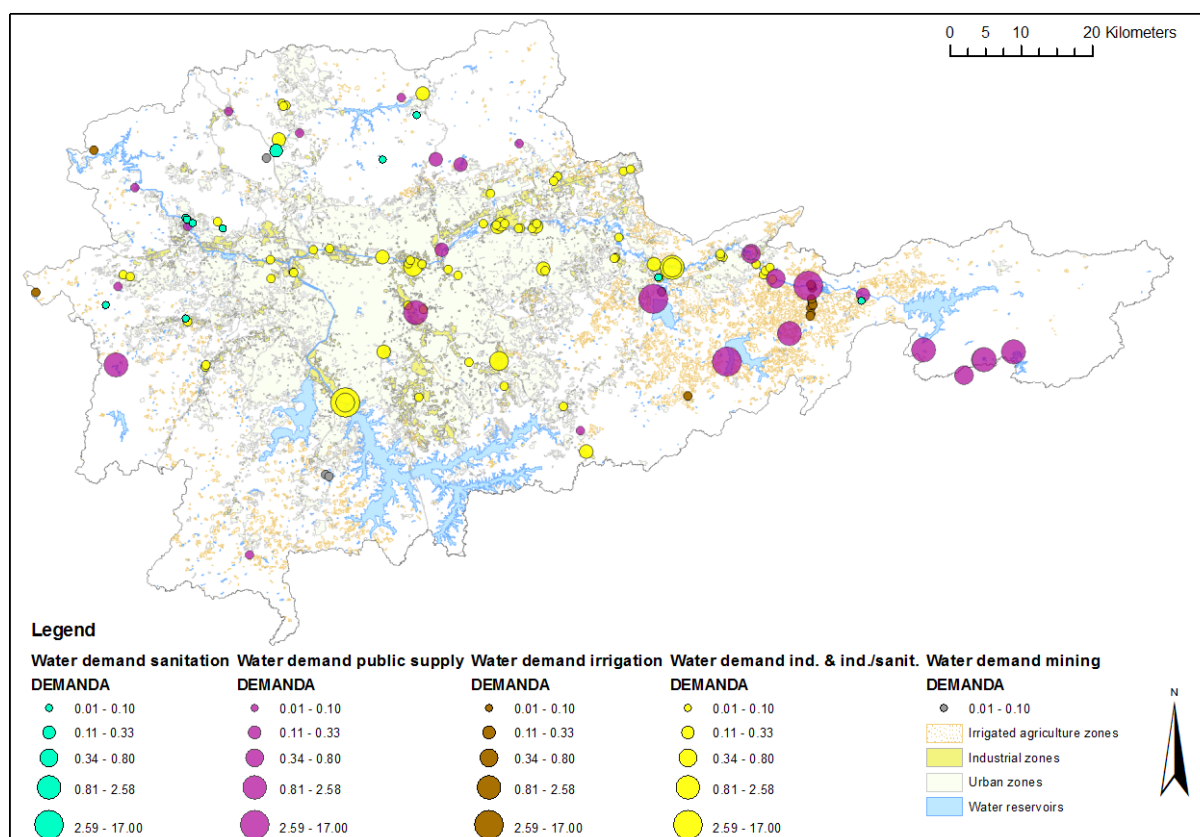 0 5 10 20 Kilometers
Legend
Water demand sanitation Water demand public supply Water demand irrigation Water demand ind. & ind./sanit. Water demand mining
DEMANDA DEMANDA DEMANDA DEMANDA DEMANDA
0.01 - 0.10 0.01 - 0.10 0.01 - 0.10 0.01 - 0.10 0.01 - 0.10
0.11 - 0.33 0.11 - 0.33 0.11 - 0.33 0.11 - 0.33 Irrigated agriculture zones
0.34 - 0.80 0.34 - 0.80 0.34 - 0.80 0.34 - 0.80 Industrial zones
0.81 - 2.58 0.81 - 2.58 0.81 - 2.58 0.81 - 2.58 Urban zones
2.59 - 17.00 2.59 - 17.00 2.59 - 17.00 2.59 - 17.00 Water reservoirs
N